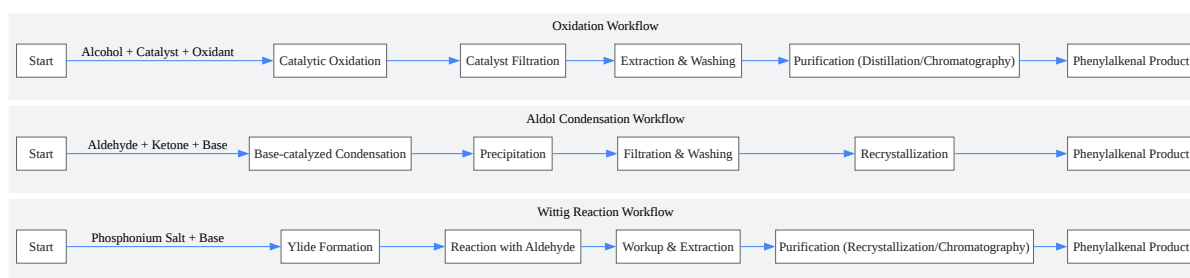 Oxidation Workflow
Start
Alcohol + Catalyst + Oxidant
Catalytic Oxidation
Catalyst Filtration
Extraction & Washing
Purification (Distillation/Chromatography)
Phenylalkenal Product
Aldol Condensation Workflow
Start
Aldehyde + Ketone + Base
Base-catalyzed Condensation
Precipitation
Filtration & Washing
Recrystallization
Phenylalkenal Product
Wittig Reaction Workflow
Start
Phosphonium Salt + Base
Ylide Formation
Reaction with Aldehyde
Workup & Extraction
Purification (Recrystallization/Chromatography)
Phenylalkenal Product